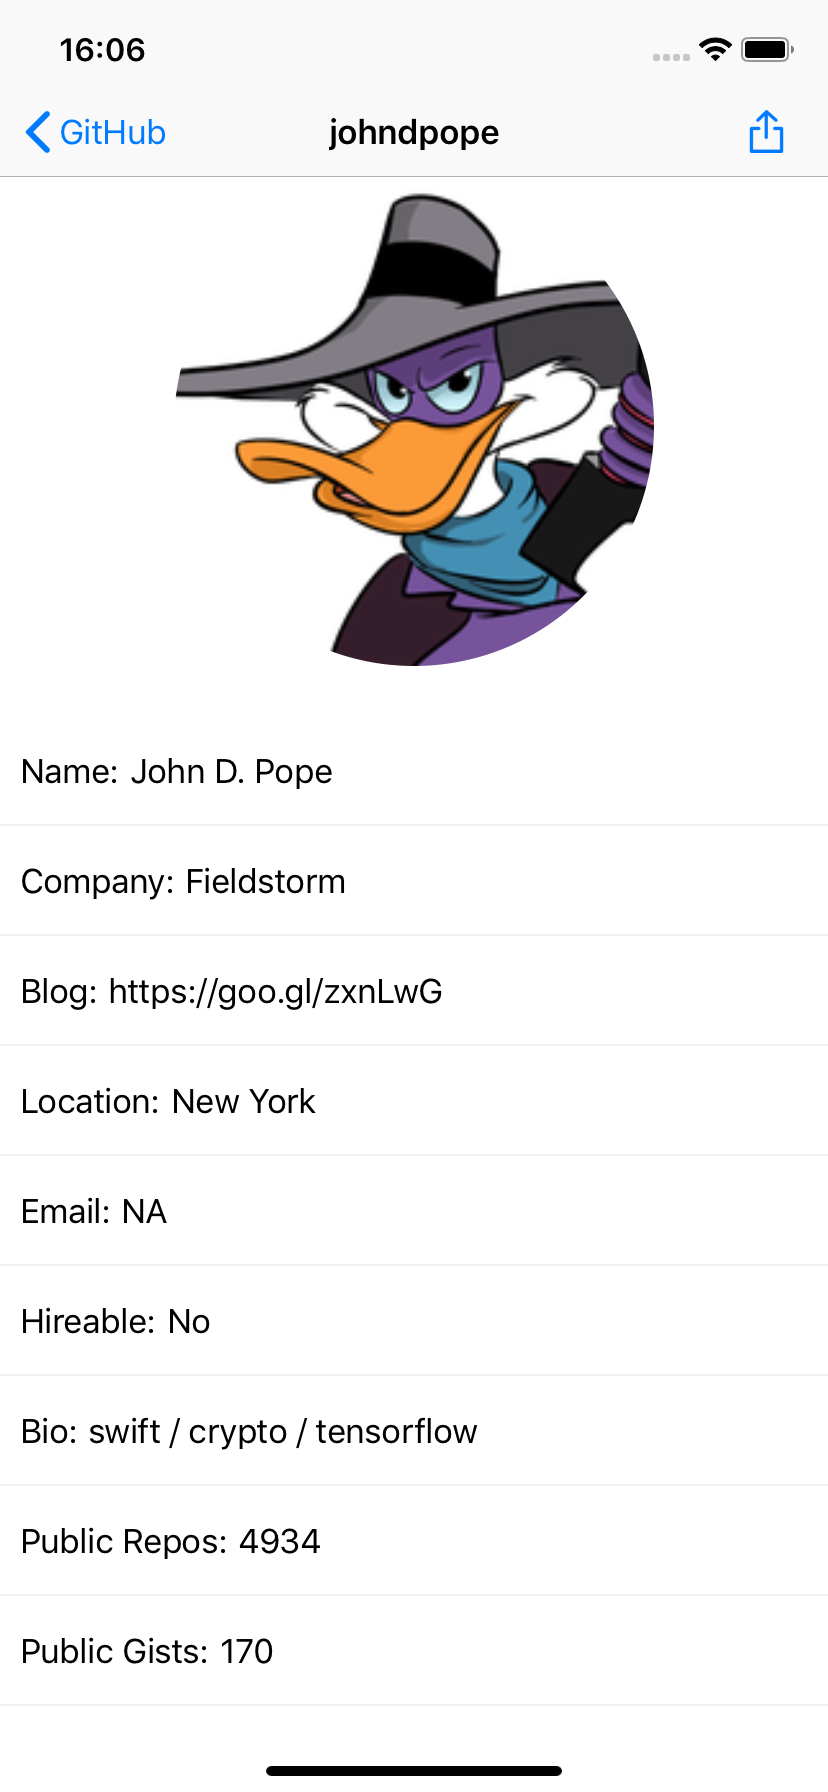 16:06
GitHub
johndpope
Name: John D. Pope
Company: Fieldstorm
Blog: https://goo.gl/zxnLwG
Location: New York
Email: NA
Hireable: No
Bio: swift / crypto / tensorflow
Public Repos: 4934
Public Gists: 170